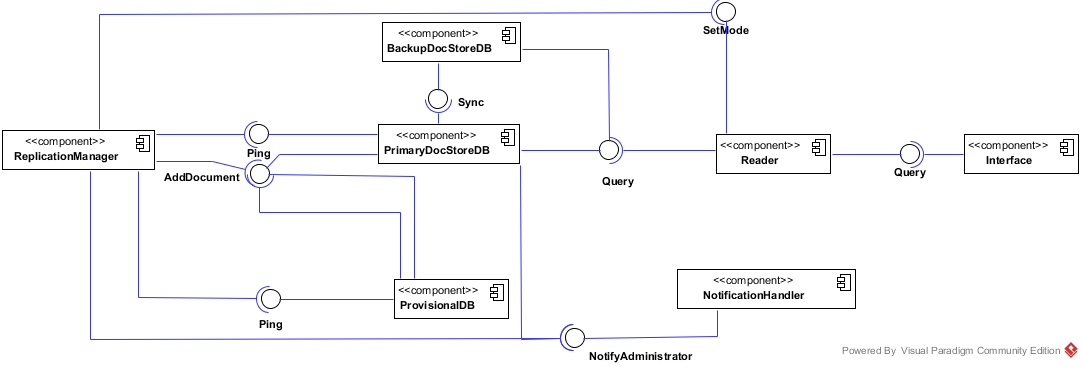 SetMode
<<component>>
BackupDocStoreDB
Sync
<<component>>
ReplicationManager
Ping
<<component>>
PrimaryDocStoreDB
Query
<<component>>
Reader
Query
<<component>>
Interface
AddDocument
<<component>>
ProvisionalDB
Ping
<<component>>
NotificationHandler
NotifyAdministrator
Powered By Visual Paradigm Community Edition